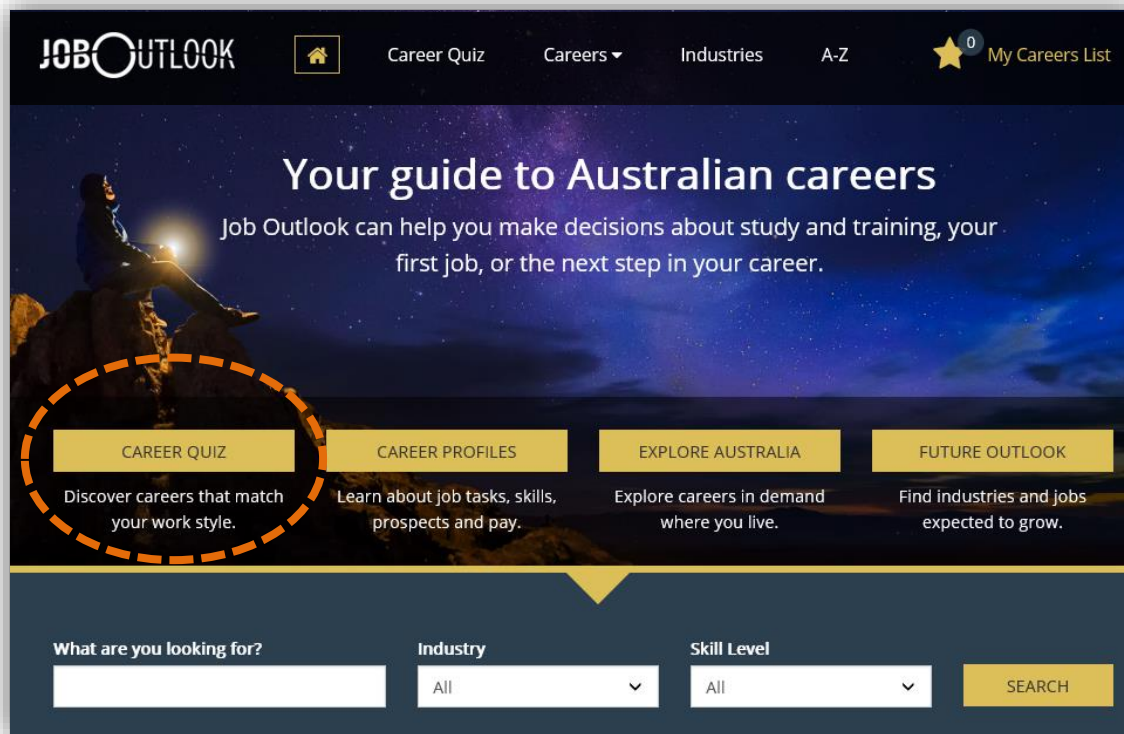 JOBOUTLOOK
Career Quiz
Careers
Industries
A-Z
0
My Careers List
Your guide to Australian careers
Job Outlook can help you make decisions about study and training, your
first job, or the next step in your career.
CAREER QUIZ
Discover careers that match
your work style.
CAREER PROFILES
Learn about job tasks, skills,
prospects and pay.
EXPLORE AUSTRALIA
Explore careers in demand
where you live.
FUTURE OUTLOOK
Find industries and jobs
expected to grow.
What are you looking for?
Industry
All
Skill Level
All
SEARCH